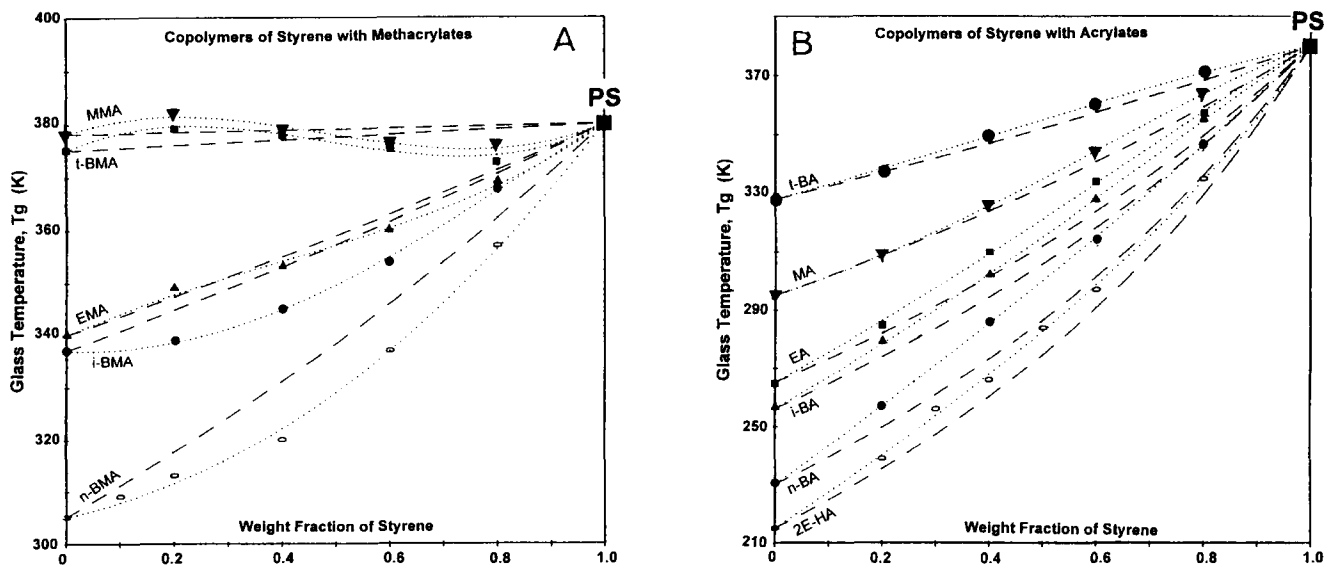 Copolymers of Styrene with Methacrylates
A
PS
MMA
t-BMA
EMA
i-BMA
n-BMA
Glass Temperature, Tg (K)
400
380
360
340
320
300
Weight Fraction of Styrene
0
0.2
0.4
0.6
0.8
1.0
B
Copolymers of Styrene with Acrylates
PS
t-BA
MA
EA
i-BA
n-BA
2E-HA
Glass Temperature, Tg (K)
370
330
290
250
210
Weight Fraction of Styrene
0
0.2
0.4
0.6
0.8
1.0